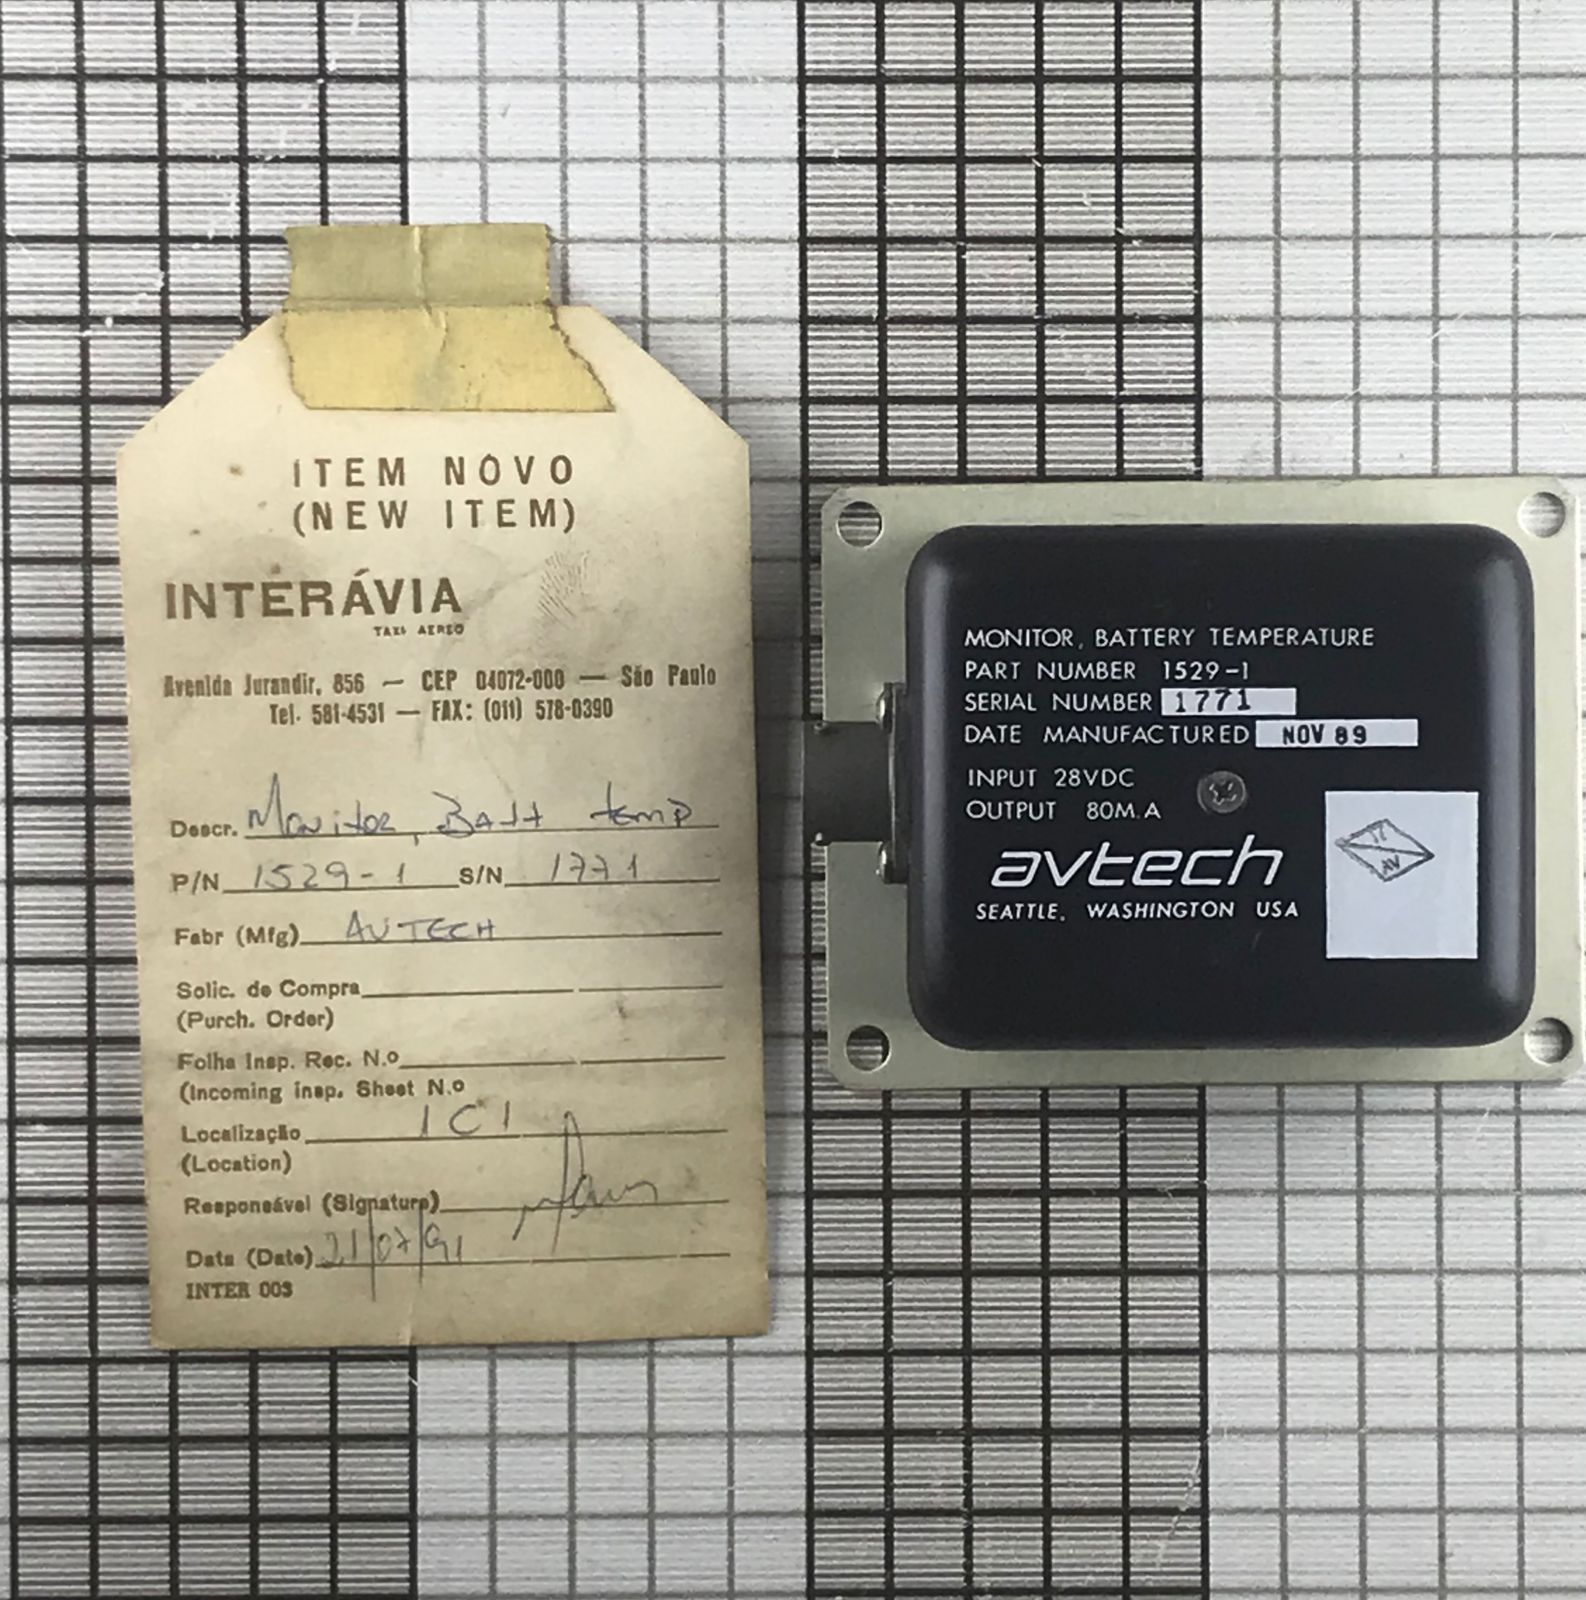 ITEM NOVO
(NEW ITEM)
INTERÁVIA
TAXI AEREO
Avenida Jurandir, 856 — CEP 04072-000 — São Paulo
Tel. 581-4531 — FAX: (011) 578-0390
Descr. Monitor, Batt temp
P/N 1529-1 S/N 1771
Fabr (Mfg) AVTECH
Solic. de Compra
(Purch. Order)
Folha Insp. Rec. N.o
(Incoming insp. Sheet N.o
Localização 1C1
(Location)
Responsável (Signature)
Data (Date) 21/07/91
INTER 003
MONITOR, BATTERY TEMPERATURE
PART NUMBER 1529-1
SERIAL NUMBER 1771
DATE MANUFACTURED NOV 89
INPUT 28VDC
OUTPUT 80M.A
avtech
SEATTLE, WASHINGTON USA